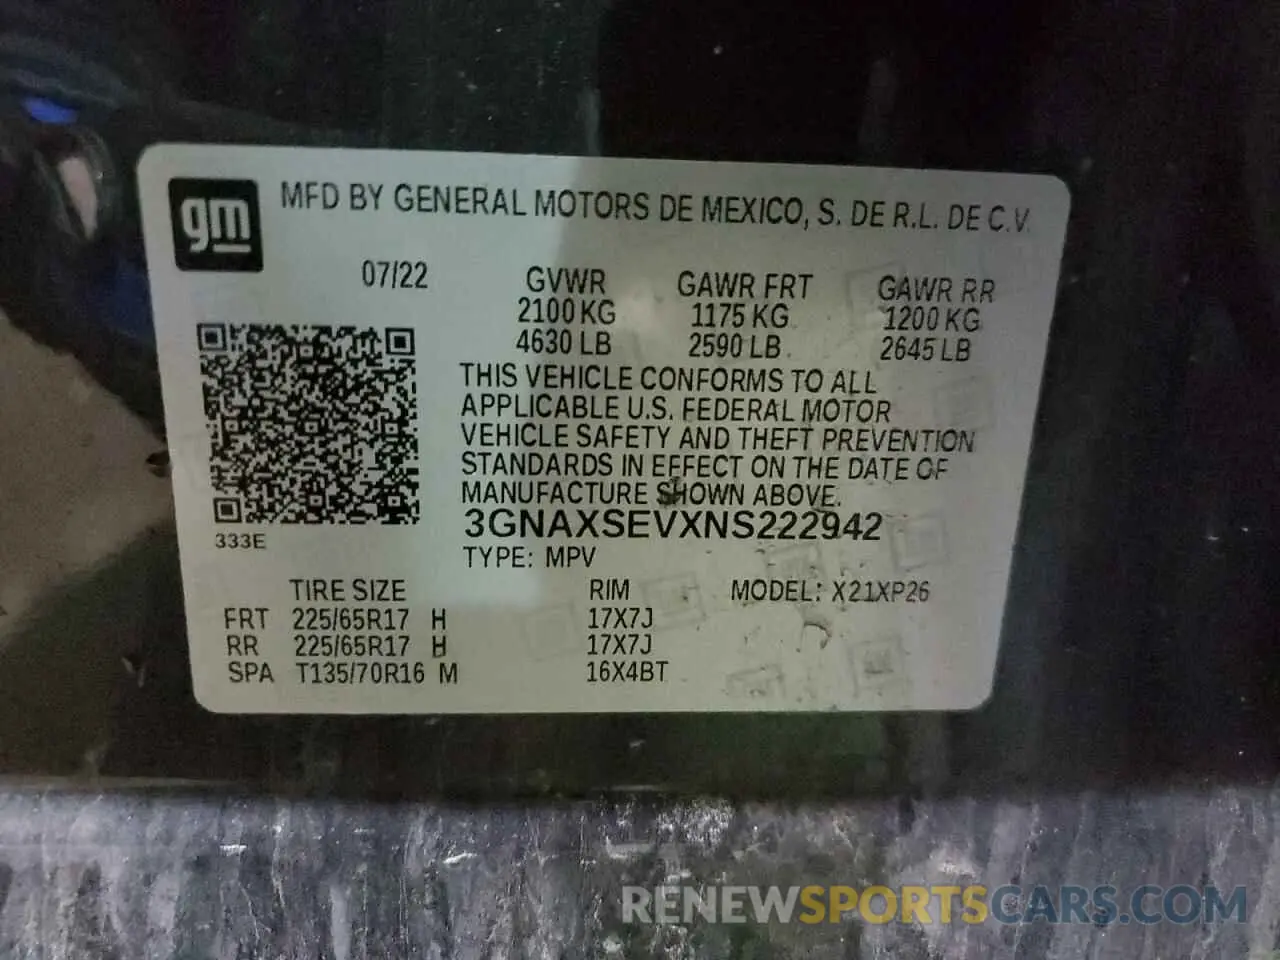 gm
MFD BY GENERAL MOTORS DE MEXICO, S. DE R.L. DE C.V.
07/22 GVWR GAWR FRT GAWR RR
2100 KG 1175 KG 1200 KG
4630 LB 2590 LB 2645 LB
THIS VEHICLE CONFORMS TO ALL
APPLICABLE U.S. FEDERAL MOTOR
VEHICLE SAFETY AND THEFT PREVENTION
STANDARDS IN EFFECT ON THE DATE OF
MANUFACTURE SHOWN ABOVE.
3GNAXSEVXNS222942
333E
TYPE: MPV
TIRE SIZE RIM MODEL: X21XP26
FRT 225/65R17 H 17X7J
RR 225/65R17 H 17X7J
SPA T135/70R16 M 16X4BT
RENEWSPORTSCARS.COM